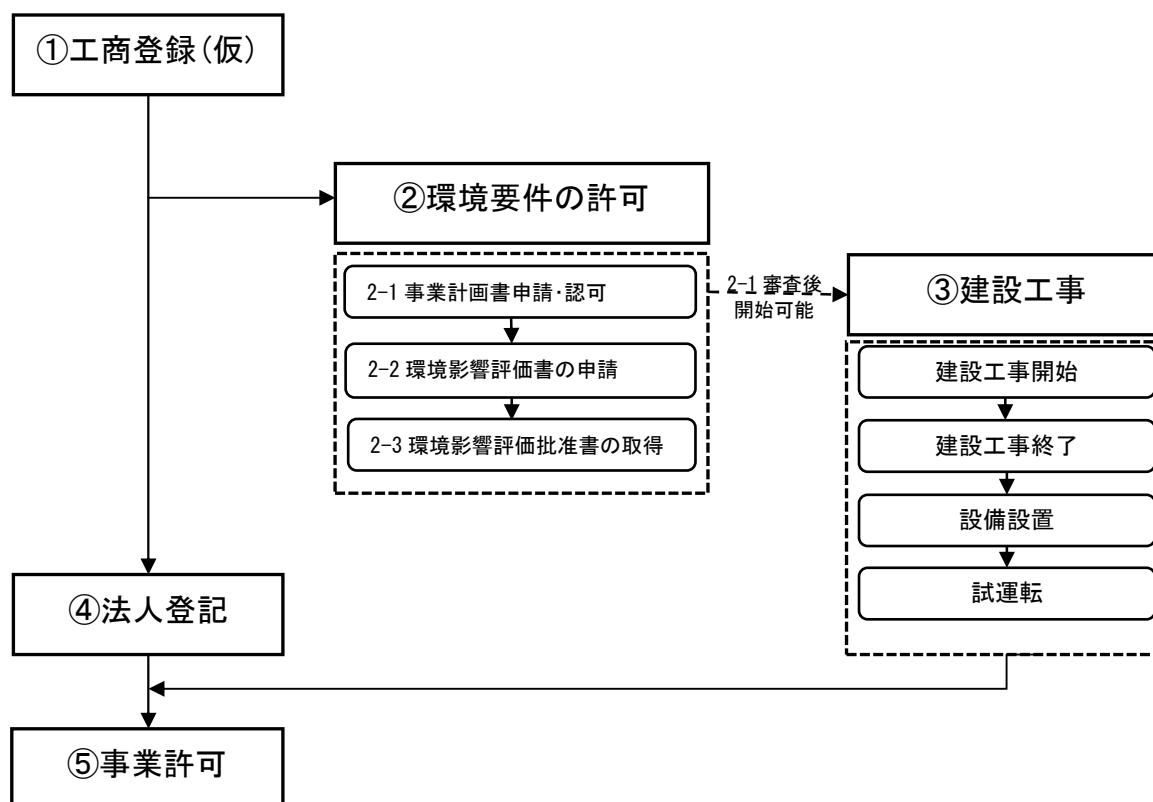 ①工商登録(仮)
②環境要件の許可
2-1 事業計画書申請・認可
2-2 環境影響評価書の申請
2-3 環境影響評価批准書の取得
2-1 審査後
開始可能
③建設工事
建設工事開始
建設工事終了
設備設置
試運転
④法人登記
⑤事業許可